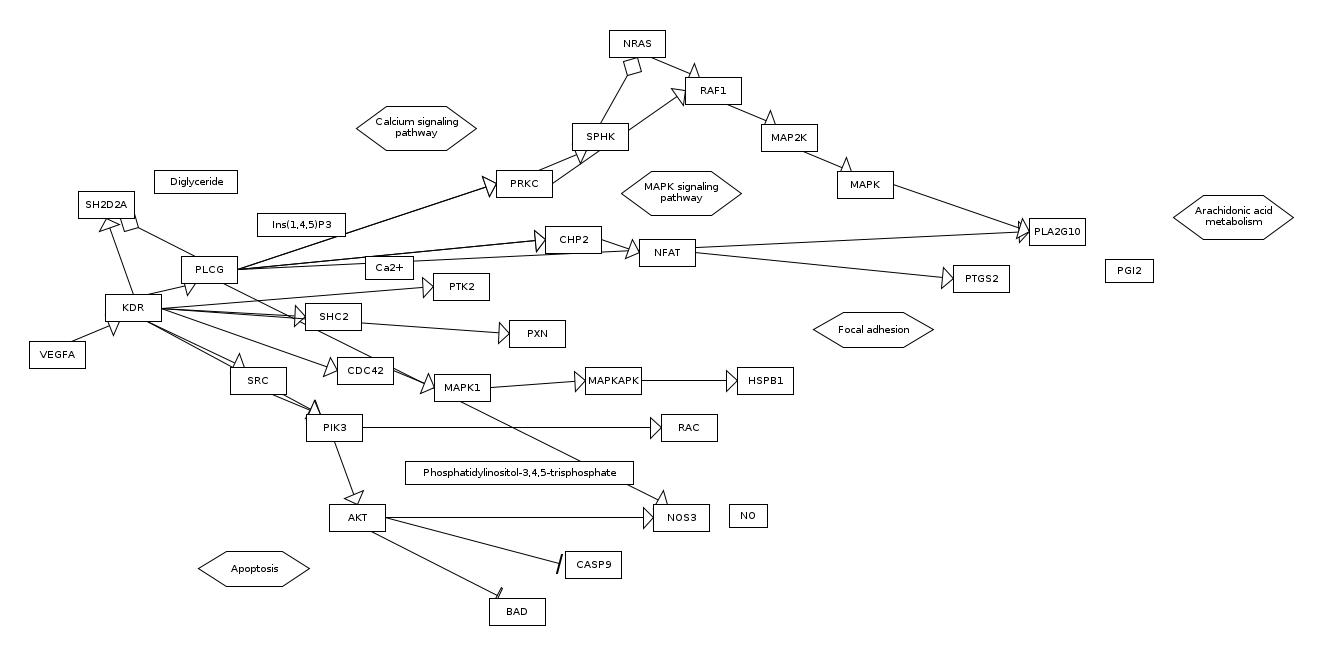 NRAS
RAF1
Calcium signaling
pathway
SPHK
MAP2K
Diglyceride
PRKC
MAPK signaling
pathway
MAPK
SH2D2A
Ins(1,4,5)P3
Arachidonic acid
metabolism
PLA2G10
CHP2
NFAT
PLCG
Ca2+
PGI2
PTGS2
PTK2
KDR
SHC2
PXN
Focal adhesion
VEGFA
CDC42
SRC
MAPK1
MAPKAPK
HSPB1
PIK3
RAC
Phosphatidylinositol-3,4,5-trisphosphate
AKT
NOS3
NO
Apoptosis
CASP9
BAD